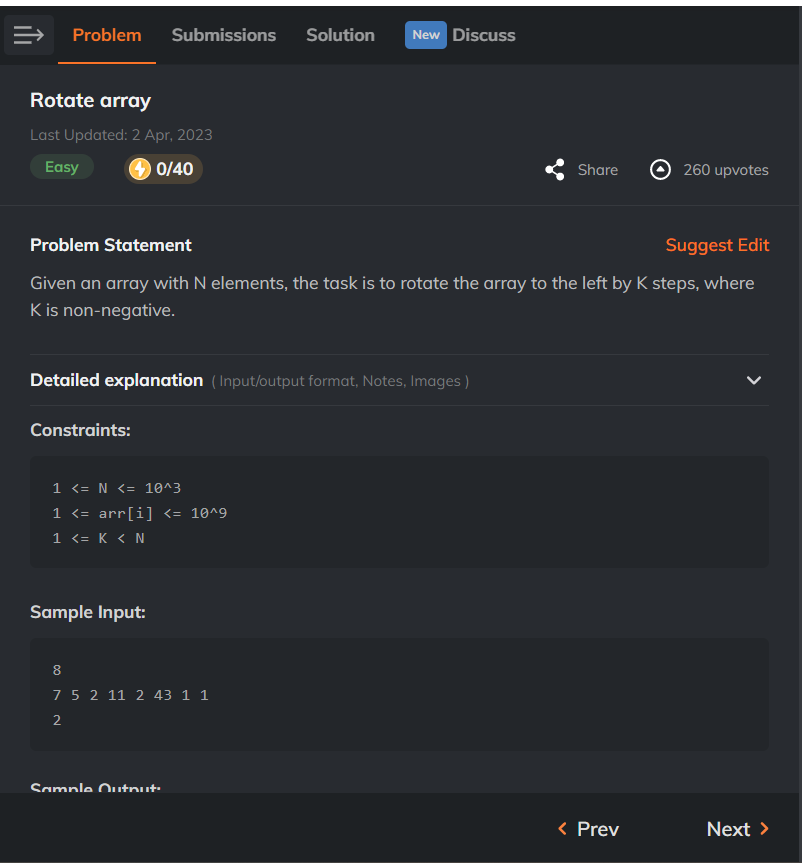 Problem Submissions Solution New Discuss
Rotate array
Last Updated: 2 Apr, 2023
Easy 0/40 Share 260 upvotes
Problem Statement Suggest Edit
Given an array with N elements, the task is to rotate the array to the left by K steps, where
K is non-negative.
Detailed explanation ( Input/output format, Notes, Images )
Constraints:
1 <= N <= 10^3
1 <= arr[i] <= 10^9
1 <= K < N
Sample Input:
8
7 5 2 11 2 43 1 1
2
Sample Output:
Prev Next